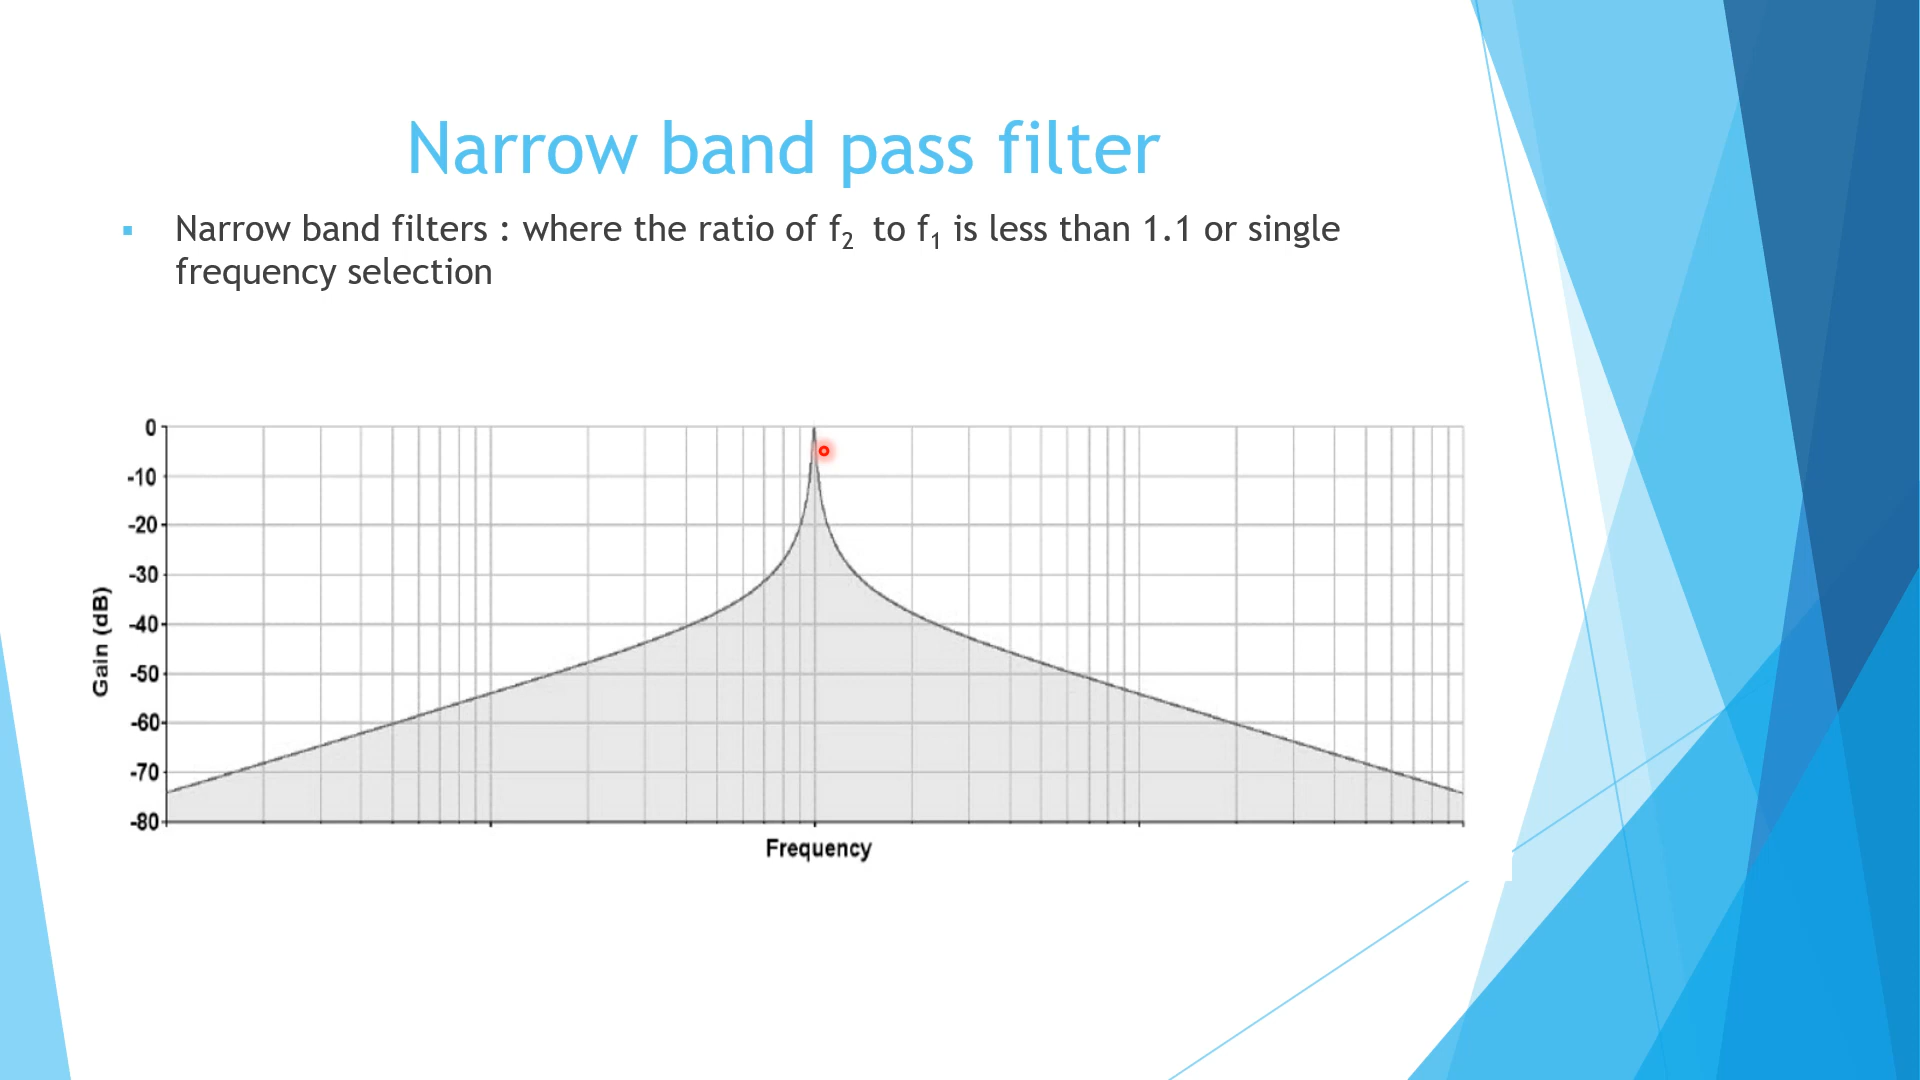 Narrow band pass filter
▪ Narrow band filters : where the ratio of f₂ to f₁ is less than 1.1 or single
frequency selection
0
-10
-20
-30
-40
-50
-60
-70
-80
Gain (dB)
Frequency